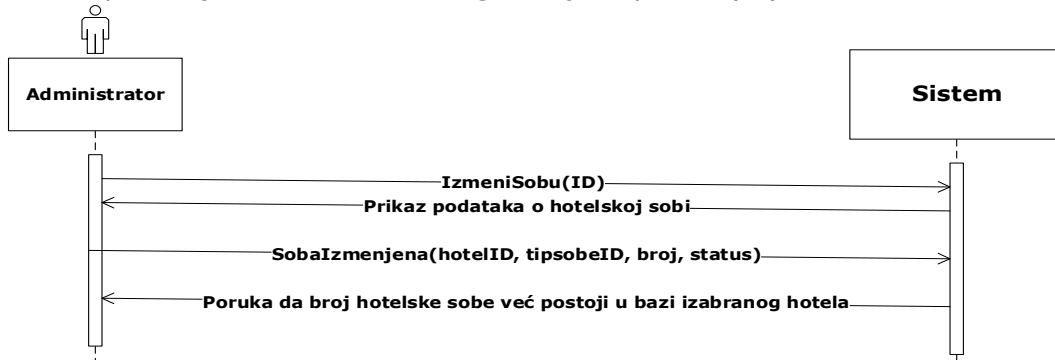 Administrator
Sistem
IzmeniSobu(ID)
Prikaz podataka o hotelskoj sobi
SobaIzmenjena(hotelID, tipsobeID, broj, status)
Poruka da broj hotelske sobe već postoji u bazi izabranog hotela